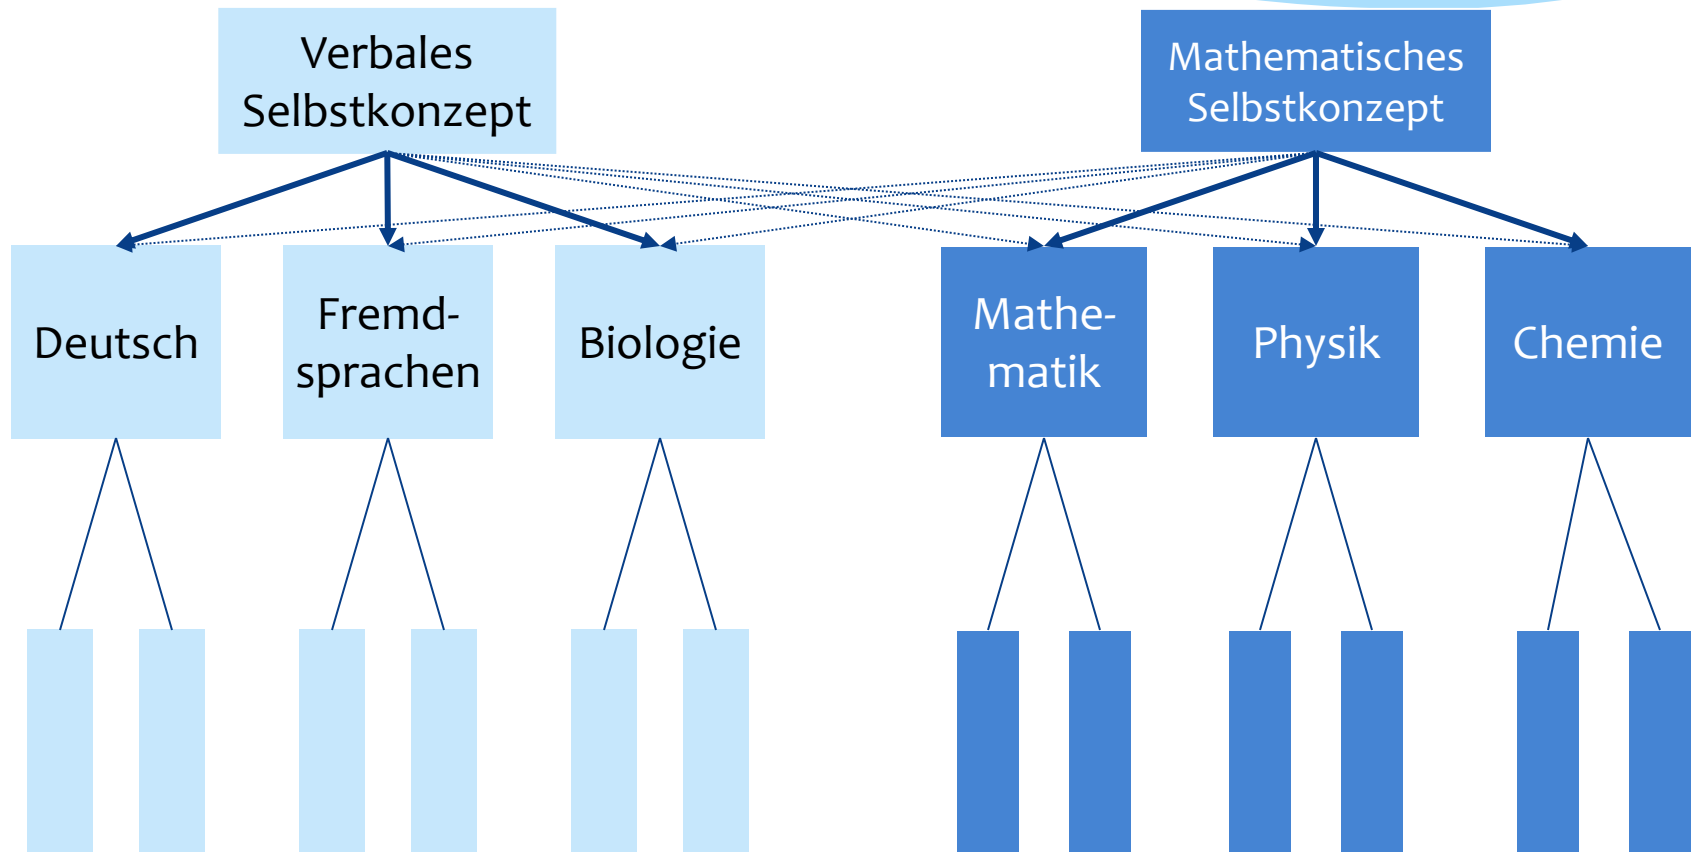 Verbales
Selbstkonzept
Mathematisches
Selbstkonzept
Deutsch
Fremd-
sprachen
Biologie
Mathe-
matik
Physik
Chemie